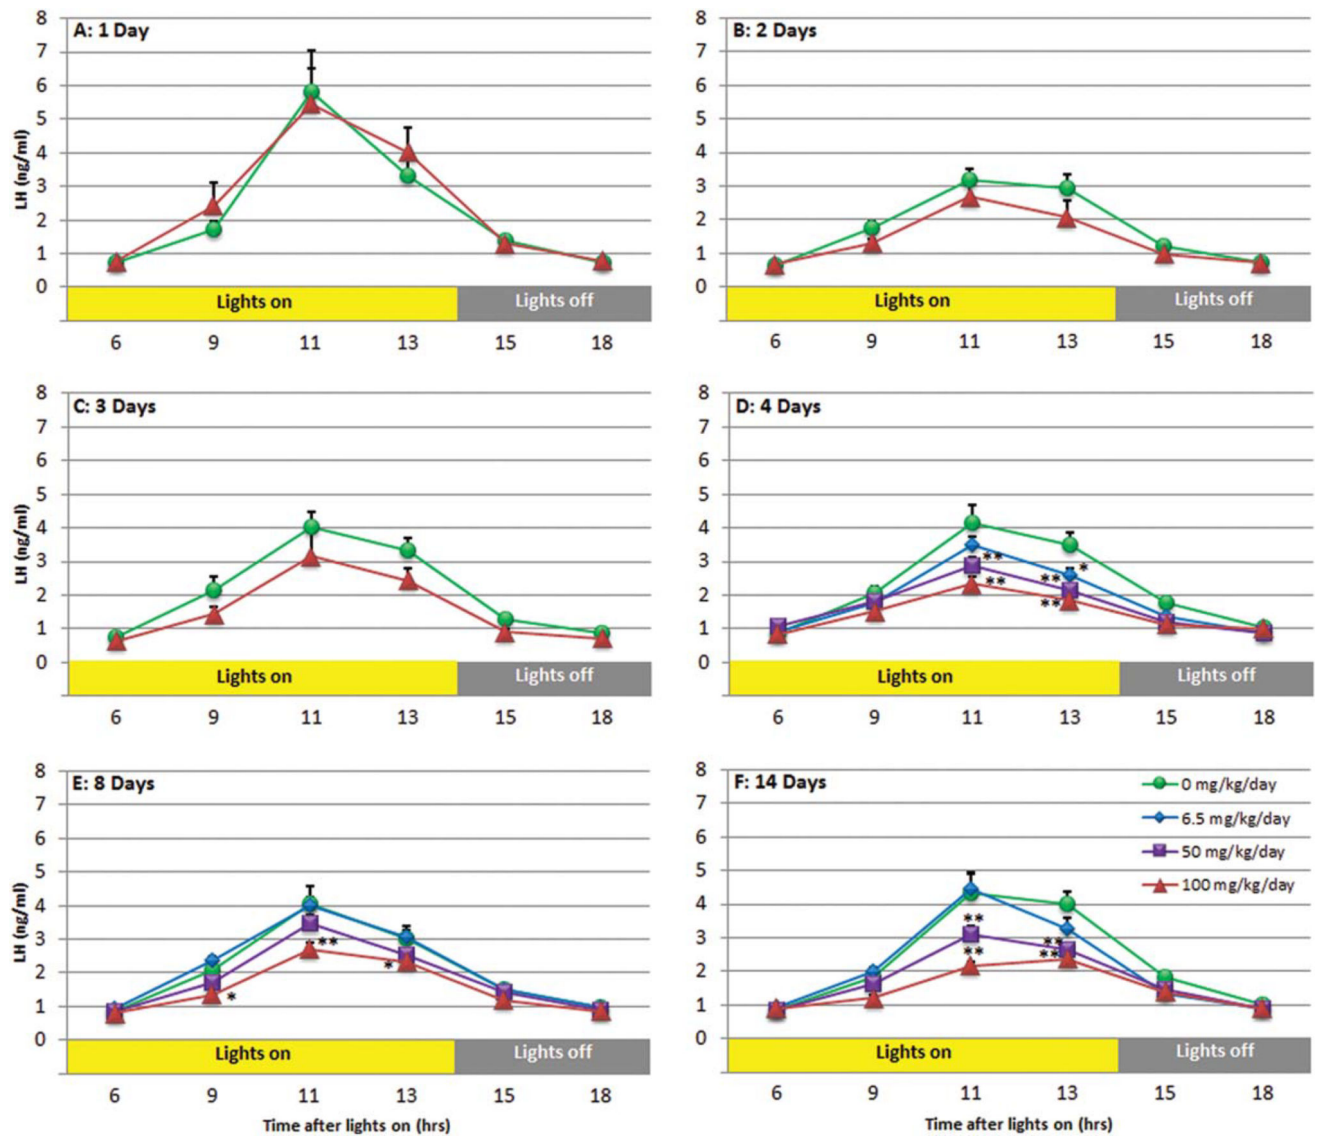 A: 1 Day
8
7
6
5
4
3
2
1
0
LH (ng/ml)
Lights on
Lights off
6 9 11 13 15 18
B: 2 Days
8
7
6
5
4
3
2
1
0
Lights on
Lights off
6 9 11 13 15 18
C: 3 Days
8
7
6
5
4
3
2
1
0
LH (ng/ml)
Lights on
Lights off
6 9 11 13 15 18
D: 4 Days
8
7
6
5
4
3
2
1
0
**
*
**
**
**
Lights on
Lights off
6 9 11 13 15 18
E: 8 Days
8
7
6
5
4
3
2
1
0
LH (ng/ml)
**
*
*
Lights on
Lights off
6 9 11 13 15 18
Time after lights on (hrs)
F: 14 Days
8
7
6
5
4
3
2
1
0
0 mg/kg/day
6.5 mg/kg/day
50 mg/kg/day
100 mg/kg/day
**
**
**
**
Lights on
Lights off
6 9 11 13 15 18
Time after lights on (hrs)